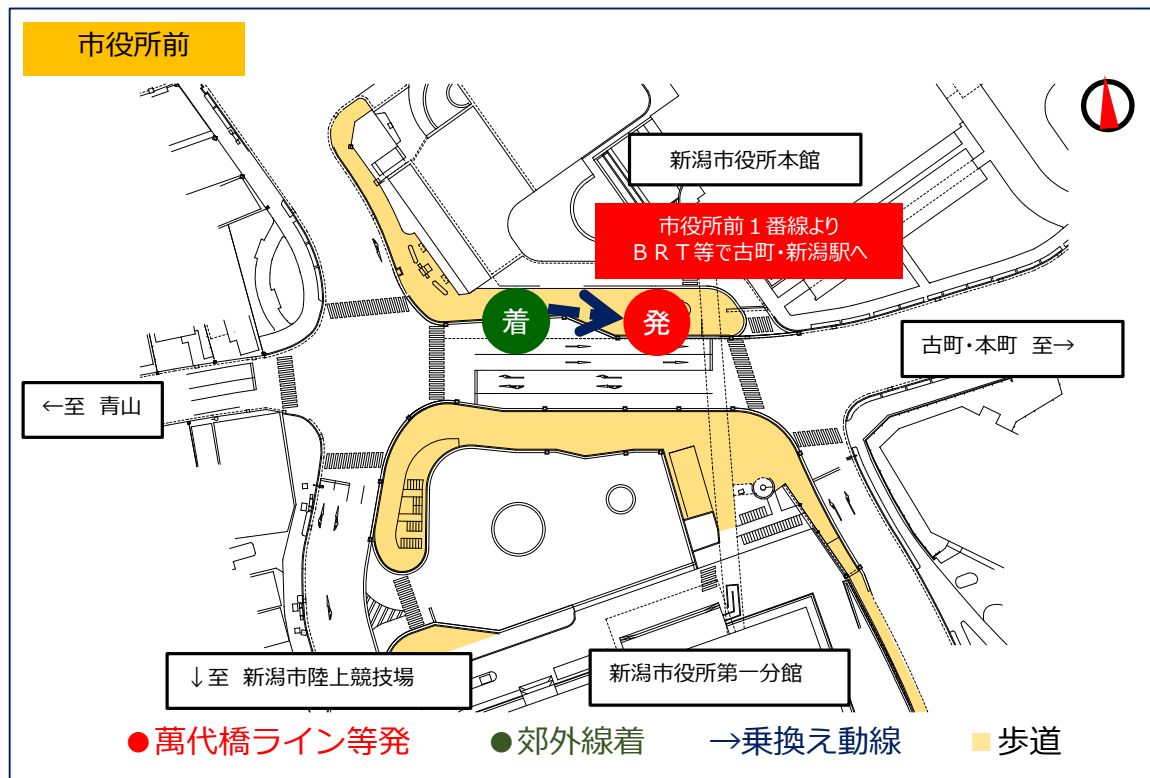 市役所前
新潟市役所本館
市役所前1番線より
BRT等で古町・新潟駅へ
着
発
古町・本町 至→
←至 青山
↓至 新潟市陸上競技場
新潟市役所第一分館
●萬代橋ライン等発 ●郊外線着 →乗換え動線 ■歩道